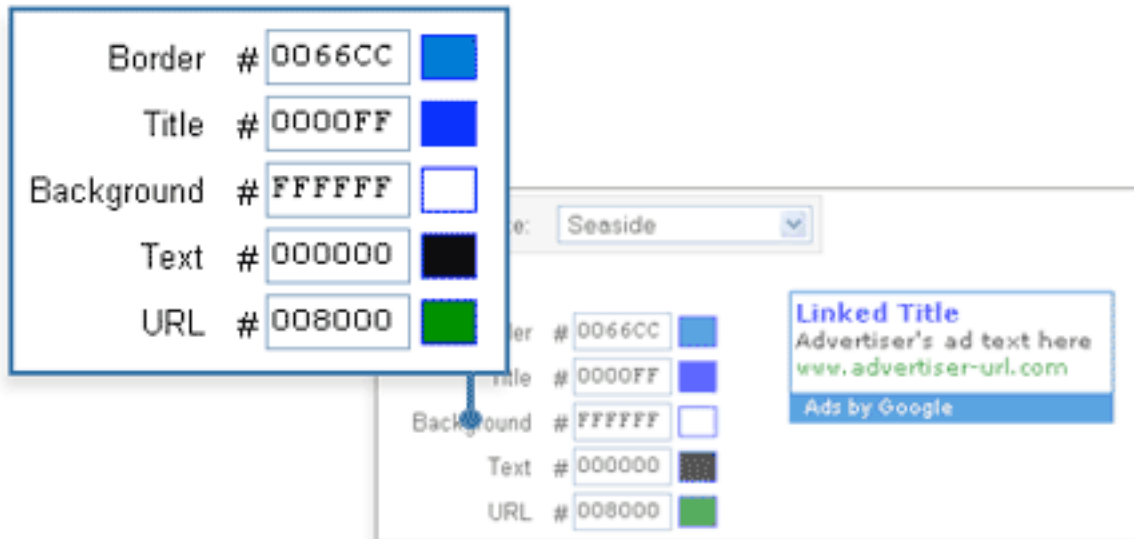 Border # 0066CC
Title # 0000FF
Background # FFFFFF
Text # 000000
URL # 008000
Seaside
# 0066CC
Title # 0000FF
Background # FFFFFF
Text # 000000
URL # 008000
Linked Title
Advertiser's ad text here
www.advertiser-url.com
Ads by Google